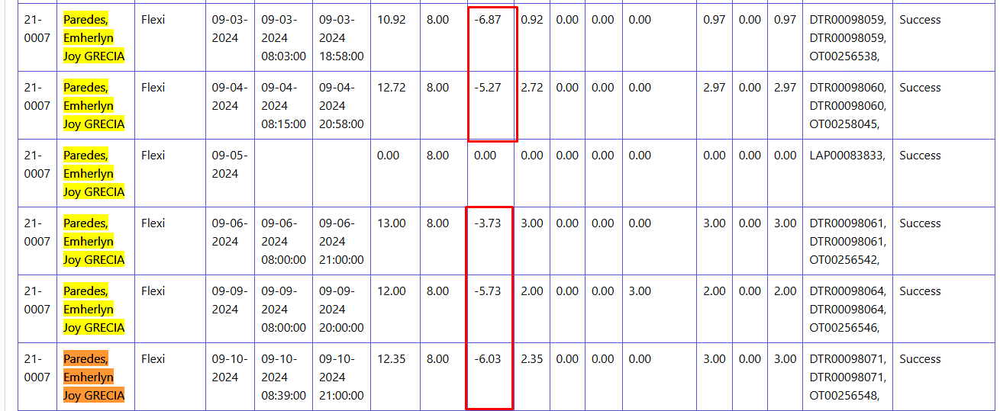 21-0007 Paredes, Emherlyn Joy GRECIA Flexi 09-03-2024 09-03-2024 08:03:00 09-03-2024 18:58:00 10.92 8.00 -6.87 0.92 0.00 0.00 0.00 0.97 0.00 0.97 DTR00098059, DTR00098059, OT00256538, Success
21-0007 Paredes, Emherlyn Joy GRECIA Flexi 09-04-2024 09-04-2024 08:15:00 09-04-2024 20:58:00 12.72 8.00 -5.27 2.72 0.00 0.00 0.00 2.97 0.00 2.97 DTR00098060, DTR00098060, OT00258045, Success
21-0007 Paredes, Emherlyn Joy GRECIA Flexi 09-05-2024 0.00 8.00 0.00 0.00 0.00 0.00 0.00 0.00 0.00 0.00 LAP00083833, Success
21-0007 Paredes, Emherlyn Joy GRECIA Flexi 09-06-2024 09-06-2024 08:00:00 09-06-2024 21:00:00 13.00 8.00 -3.73 3.00 0.00 0.00 0.00 3.00 0.00 3.00 DTR00098061, DTR00098061, OT00256542, Success
21-0007 Paredes, Emherlyn Joy GRECIA Flexi 09-09-2024 09-09-2024 08:00:00 09-09-2024 20:00:00 12.00 8.00 -5.73 2.00 0.00 0.00 3.00 2.00 0.00 2.00 DTR00098064, DTR00098064, OT00256546, Success
21-0007 Paredes, Emherlyn Joy GRECIA Flexi 09-10-2024 09-10-2024 08:39:00 09-10-2024 21:00:00 12.35 8.00 -6.03 2.35 0.00 0.00 0.00 3.00 0.00 3.00 DTR00098071, DTR00098071, OT00256548, Success